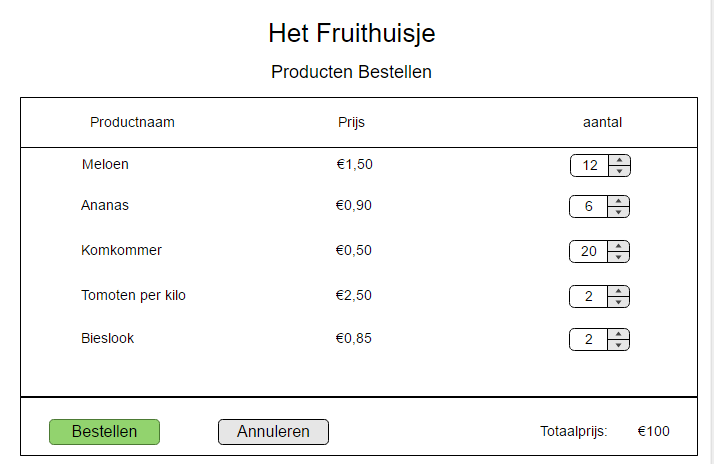 Het Fruithuisje
Producten Bestellen
Productnaam Prijs aantal
Meloen €1,50 12
Ananas €0,90 6
Komkommer €0,50 20
Tomoten per kilo €2,50 2
Bieslook €0,85 2
Bestellen Annuleren Totaalprijs: €100